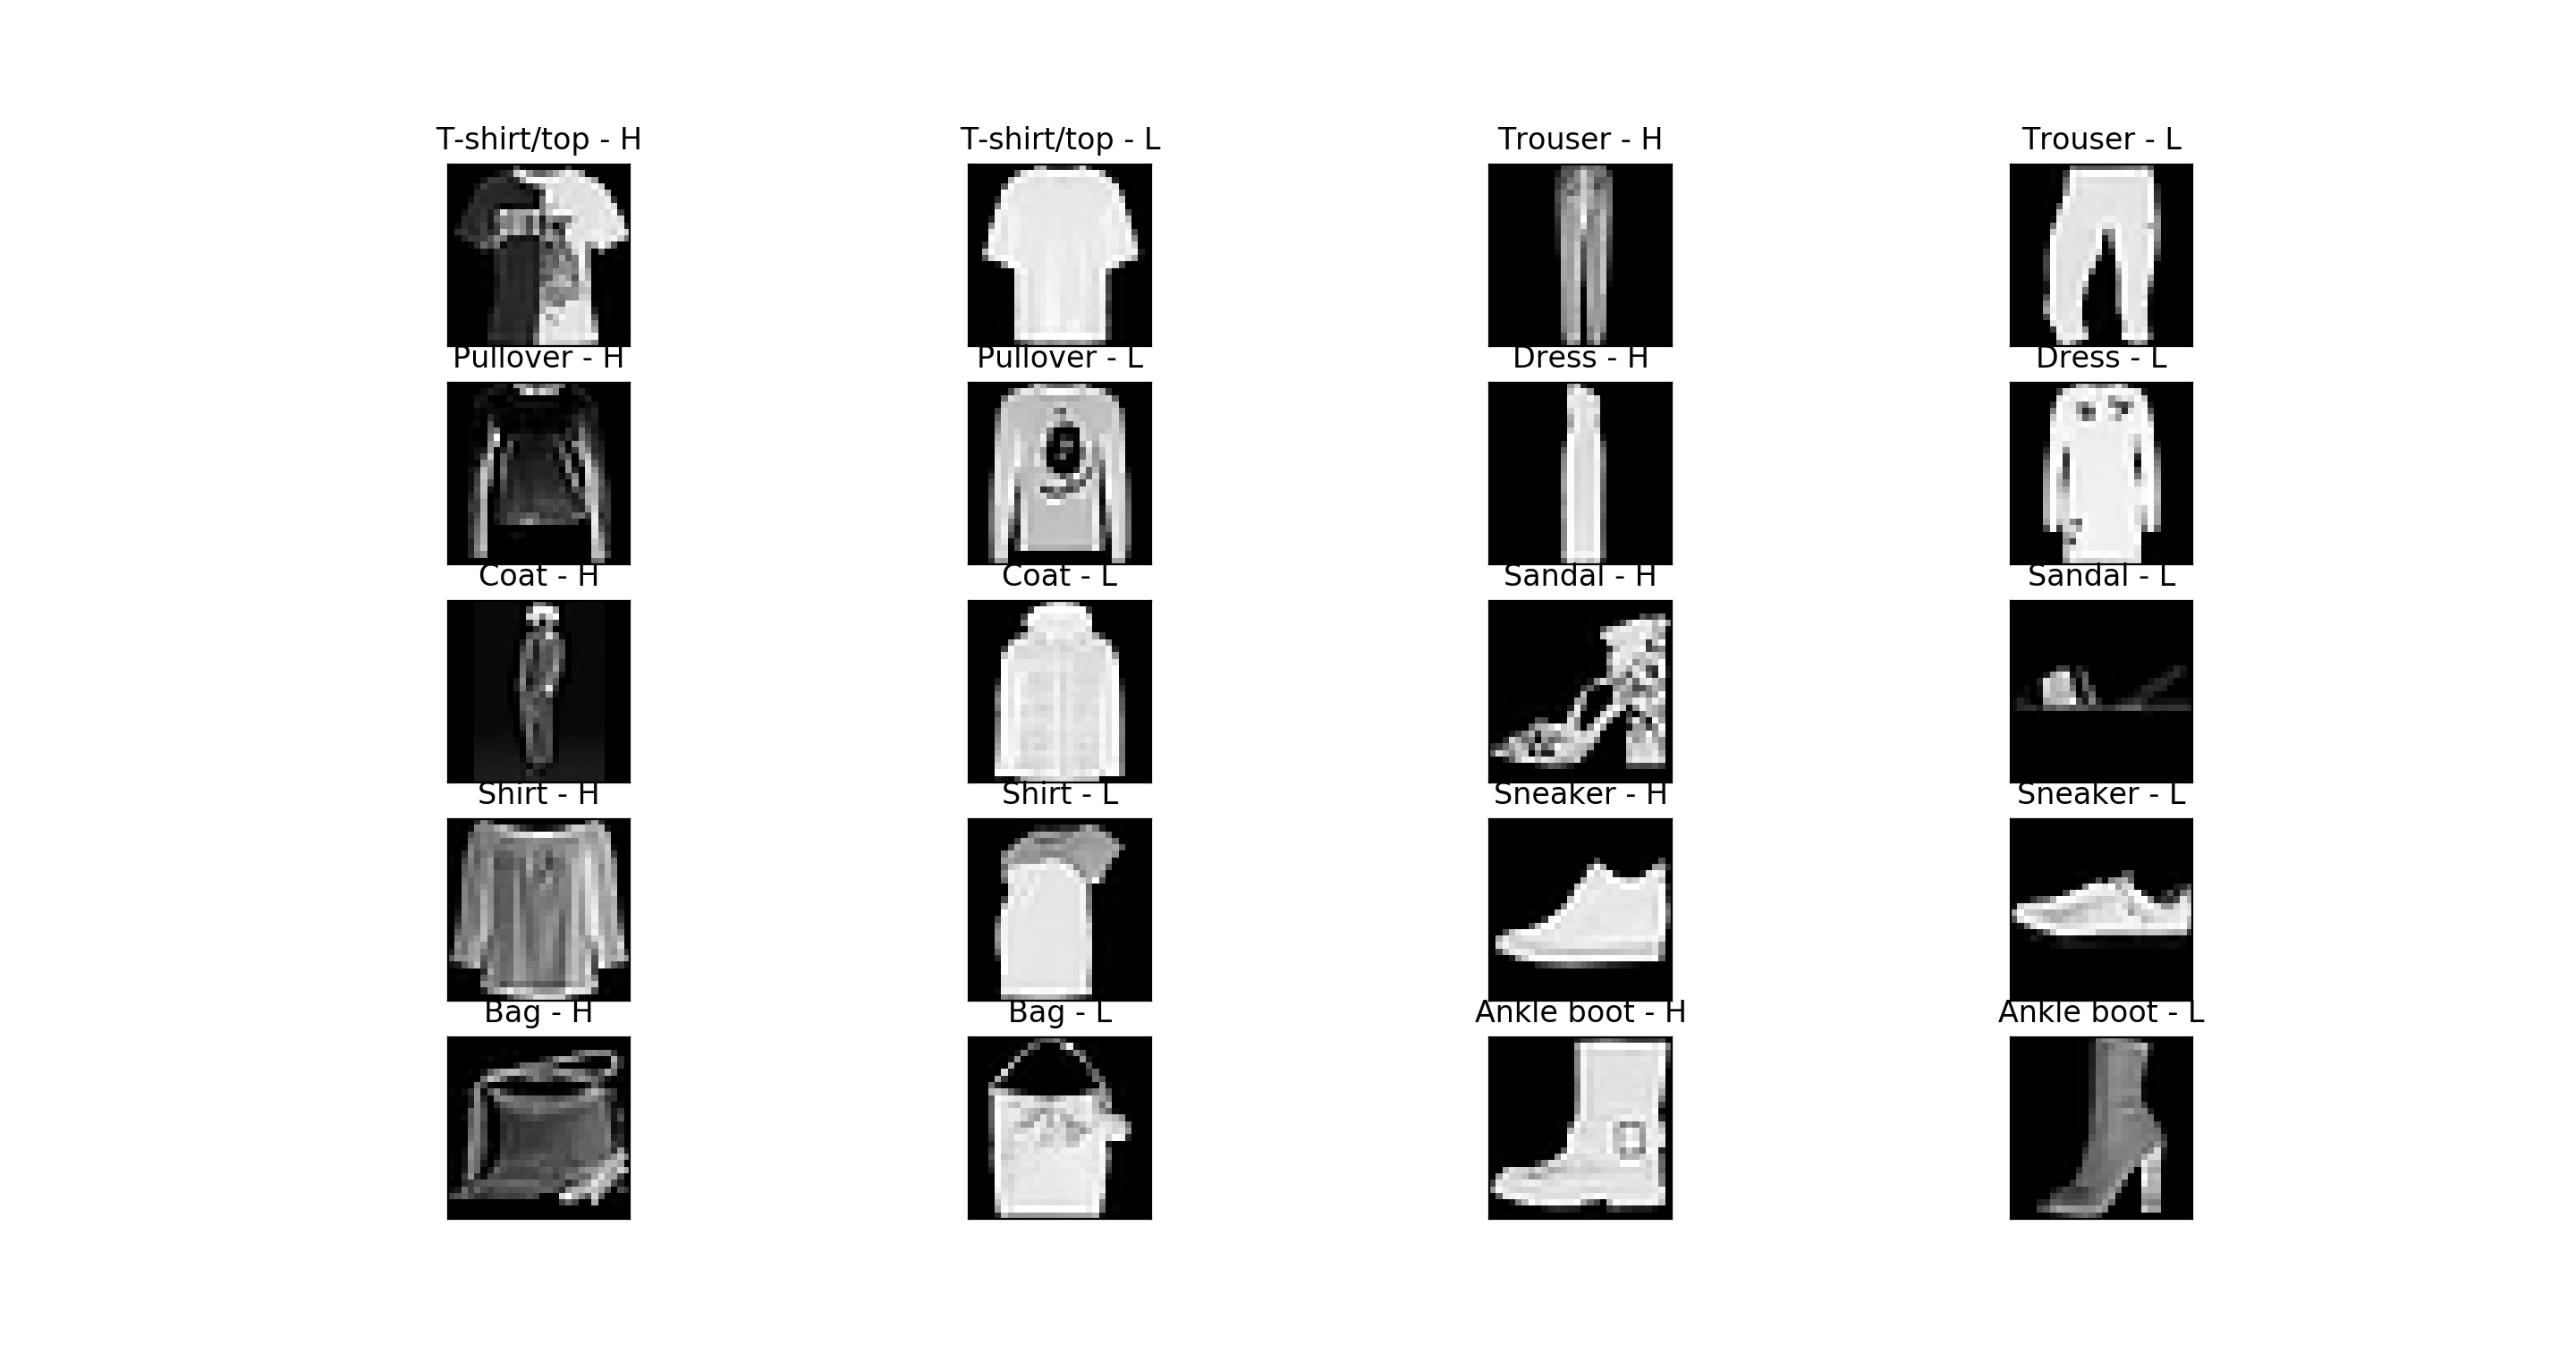 T-shirt/top - H
T-shirt/top - L
Trouser - H
Trouser - L
Pullover - H
Pullover - L
Dress - H
Dress - L
Coat - H
Coat - L
Sandal - H
Sandal - L
Shirt - H
Shirt - L
Sneaker - H
Sneaker - L
Bag - H
Bag - L
Ankle boot - H
Ankle boot - L